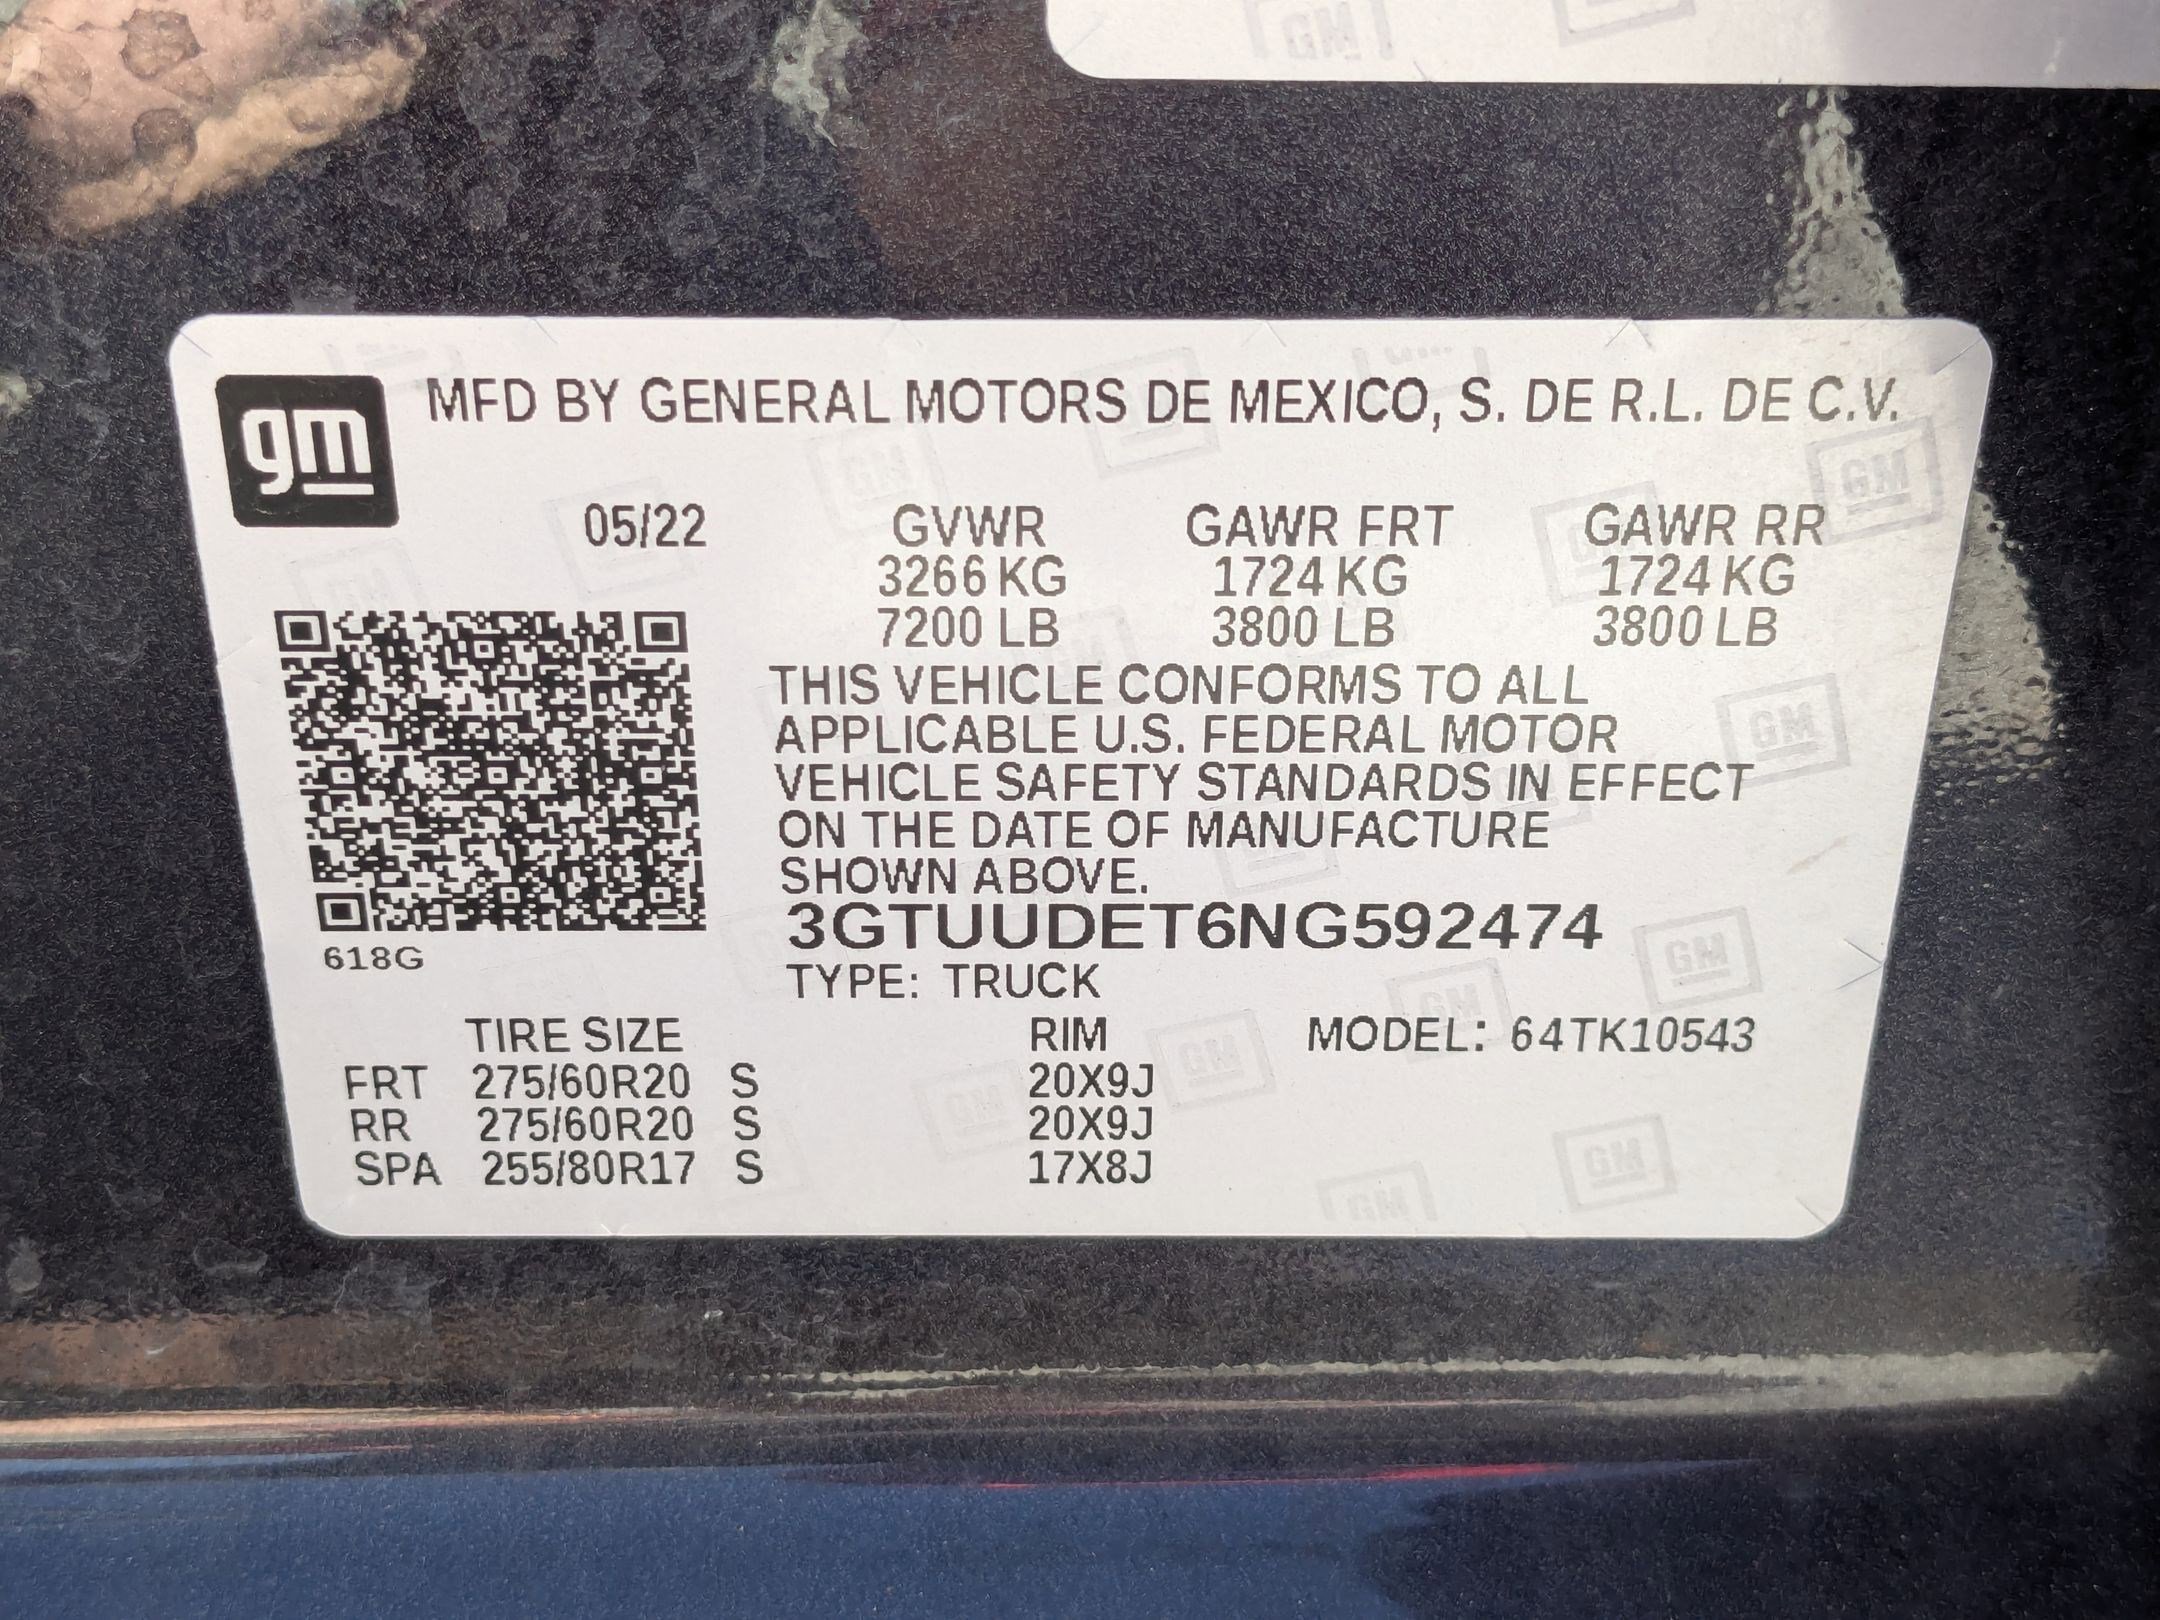 gm MFD BY GENERAL MOTORS DE MEXICO, S. DE R.L. DE C.V.
05/22 GVWR GAWR FRT GAWR RR
3266 KG 1724 KG 1724 KG
7200 LB 3800 LB 3800 LB
THIS VEHICLE CONFORMS TO ALL
APPLICABLE U.S. FEDERAL MOTOR
VEHICLE SAFETY STANDARDS IN EFFECT
ON THE DATE OF MANUFACTURE
SHOWN ABOVE.
3GTUUDET6NG592474
618G
TYPE: TRUCK
TIRE SIZE RIM MODEL: 64TK10543
FRT 275/60R20 S 20X9J
RR 275/60R20 S 20X9J
SPA 255/80R17 S 17X8J